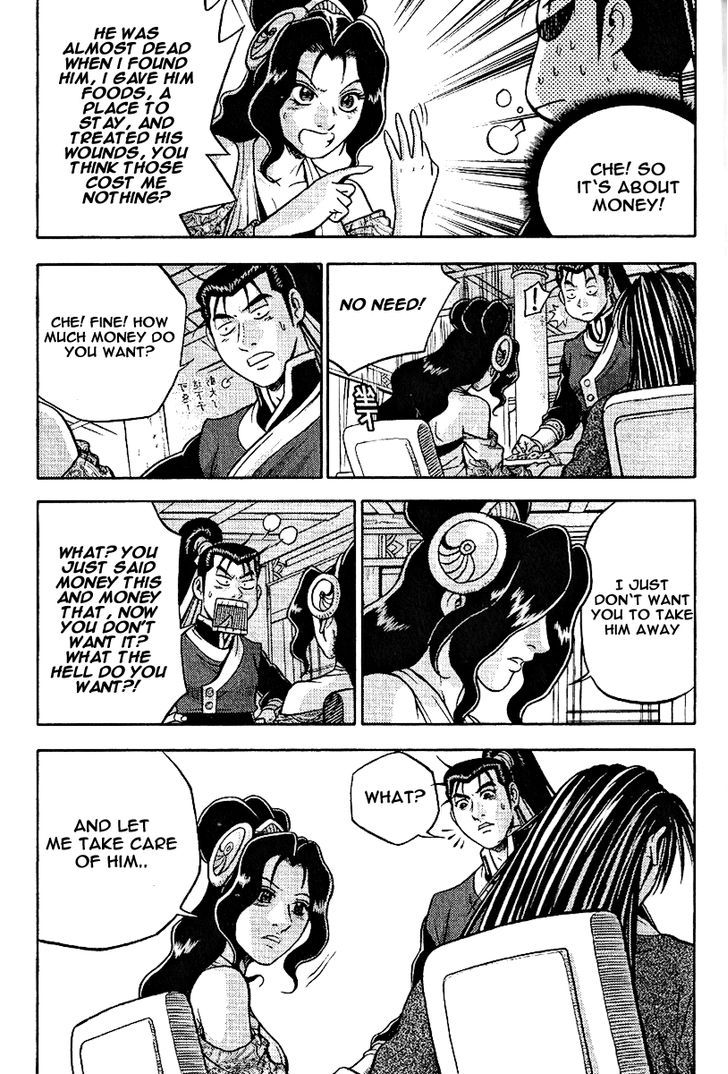 HE WAS
ALMOST DEAD
WHEN I FOUND
HIM, I GAVE HIM
FOODS, A
PLACE TO
STAY, AND
TREATED HIS
WOUNDS, YOU
THINK THOSE
COST ME
NOTHING?
CHE! SO
IT'S ABOUT
MONEY!
CHE! FINE! HOW
MUCH MONEY DO
YOU WANT?
NO NEED!
!
WHAT? YOU
JUST SAID
MONEY THIS
AND MONEY
THAT, NOW
YOU DON'T
WANT IT?
WHAT THE
HELL DO YOU
WANT?!
I JUST
DON'T WANT
YOU TO TAKE
HIM AWAY
AND LET
ME TAKE CARE
OF HIM..
WHAT?